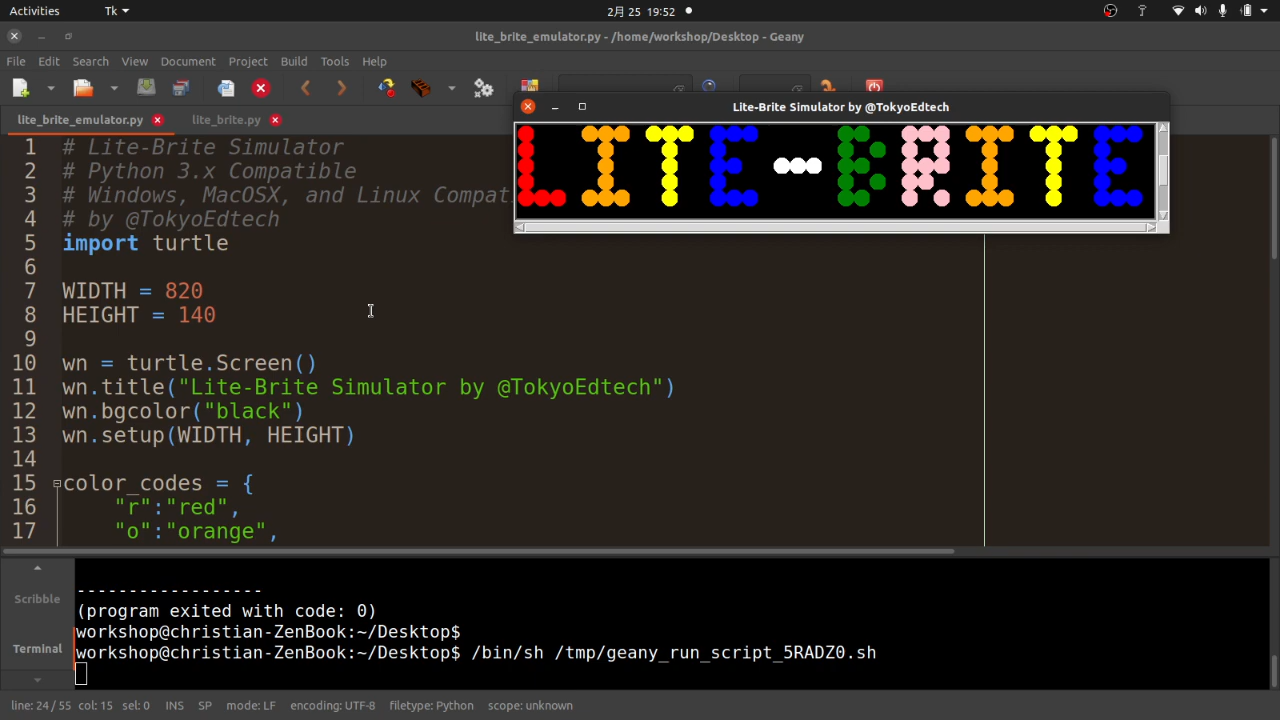 Activities
Tk
2月 25 19:52
lite_brite_emulator.py - /home/workshop/Desktop - Geany
File Edit Search View Document Project Build Tools Help
lite_brite_emulator.py lite_brite.py
Lite-Brite Simulator by @TokyoEdtech
LITE-BRITE
1 # Lite-Brite Simulator
2 # Python 3.x Compatible
3 # Windows, MacOSX, and Linux Compat
4 # by @TokyoEdtech
5 import turtle
6
7 WIDTH = 820
8 HEIGHT = 140
9
10 wn = turtle.Screen()
11 wn.title("Lite-Brite Simulator by @TokyoEdtech")
12 wn.bgcolor("black")
13 wn.setup(WIDTH, HEIGHT)
14
15 color_codes = {
16 "r":"red",
17 "o":"orange",
Scribble
Terminal
------------------
(program exited with code: 0)
workshop@christian-ZenBook:~/Desktop$
workshop@christian-ZenBook:~/Desktop$ /bin/sh /tmp/geany_run_script_5RADZ0.sh
line: 24 / 55 col: 15 sel: 0 INS SP mode: LF encoding: UTF-8 filetype: Python scope: unknown